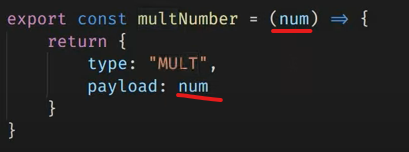 export const multNumber = (num) => {
return {
type: "MULT",
payload: num
}
}